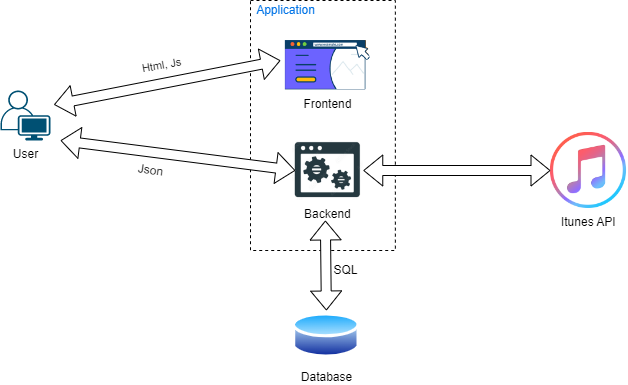 Application
Html, Js
Frontend
User
Json
Backend
Itunes API
SQL
Database